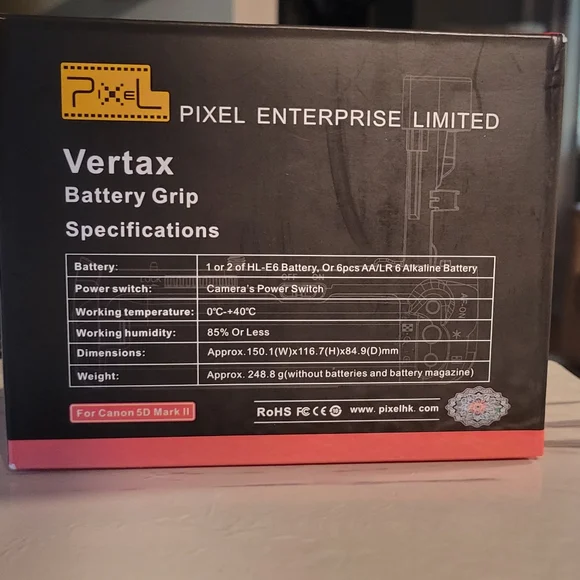 PIXEL
PIXEL ENTERPRISE LIMITED
Vertax
Battery Grip
Specifications
Battery: 1 or 2 of HL-E6 Battery, Or 6pcs AA/LR 6 Alkaline Battery
Power switch: Camera's Power Switch
Working temperature: 0℃-+40℃
Working humidity: 85% Or Less
Dimensions: Approx.150.1(W)x116.7(H)x84.9(D)mm
Weight: Approx. 248.8 g(without batteries and battery magazine)
For Canon 5D Mark II
RoHS FC CE www. pixelhk. com